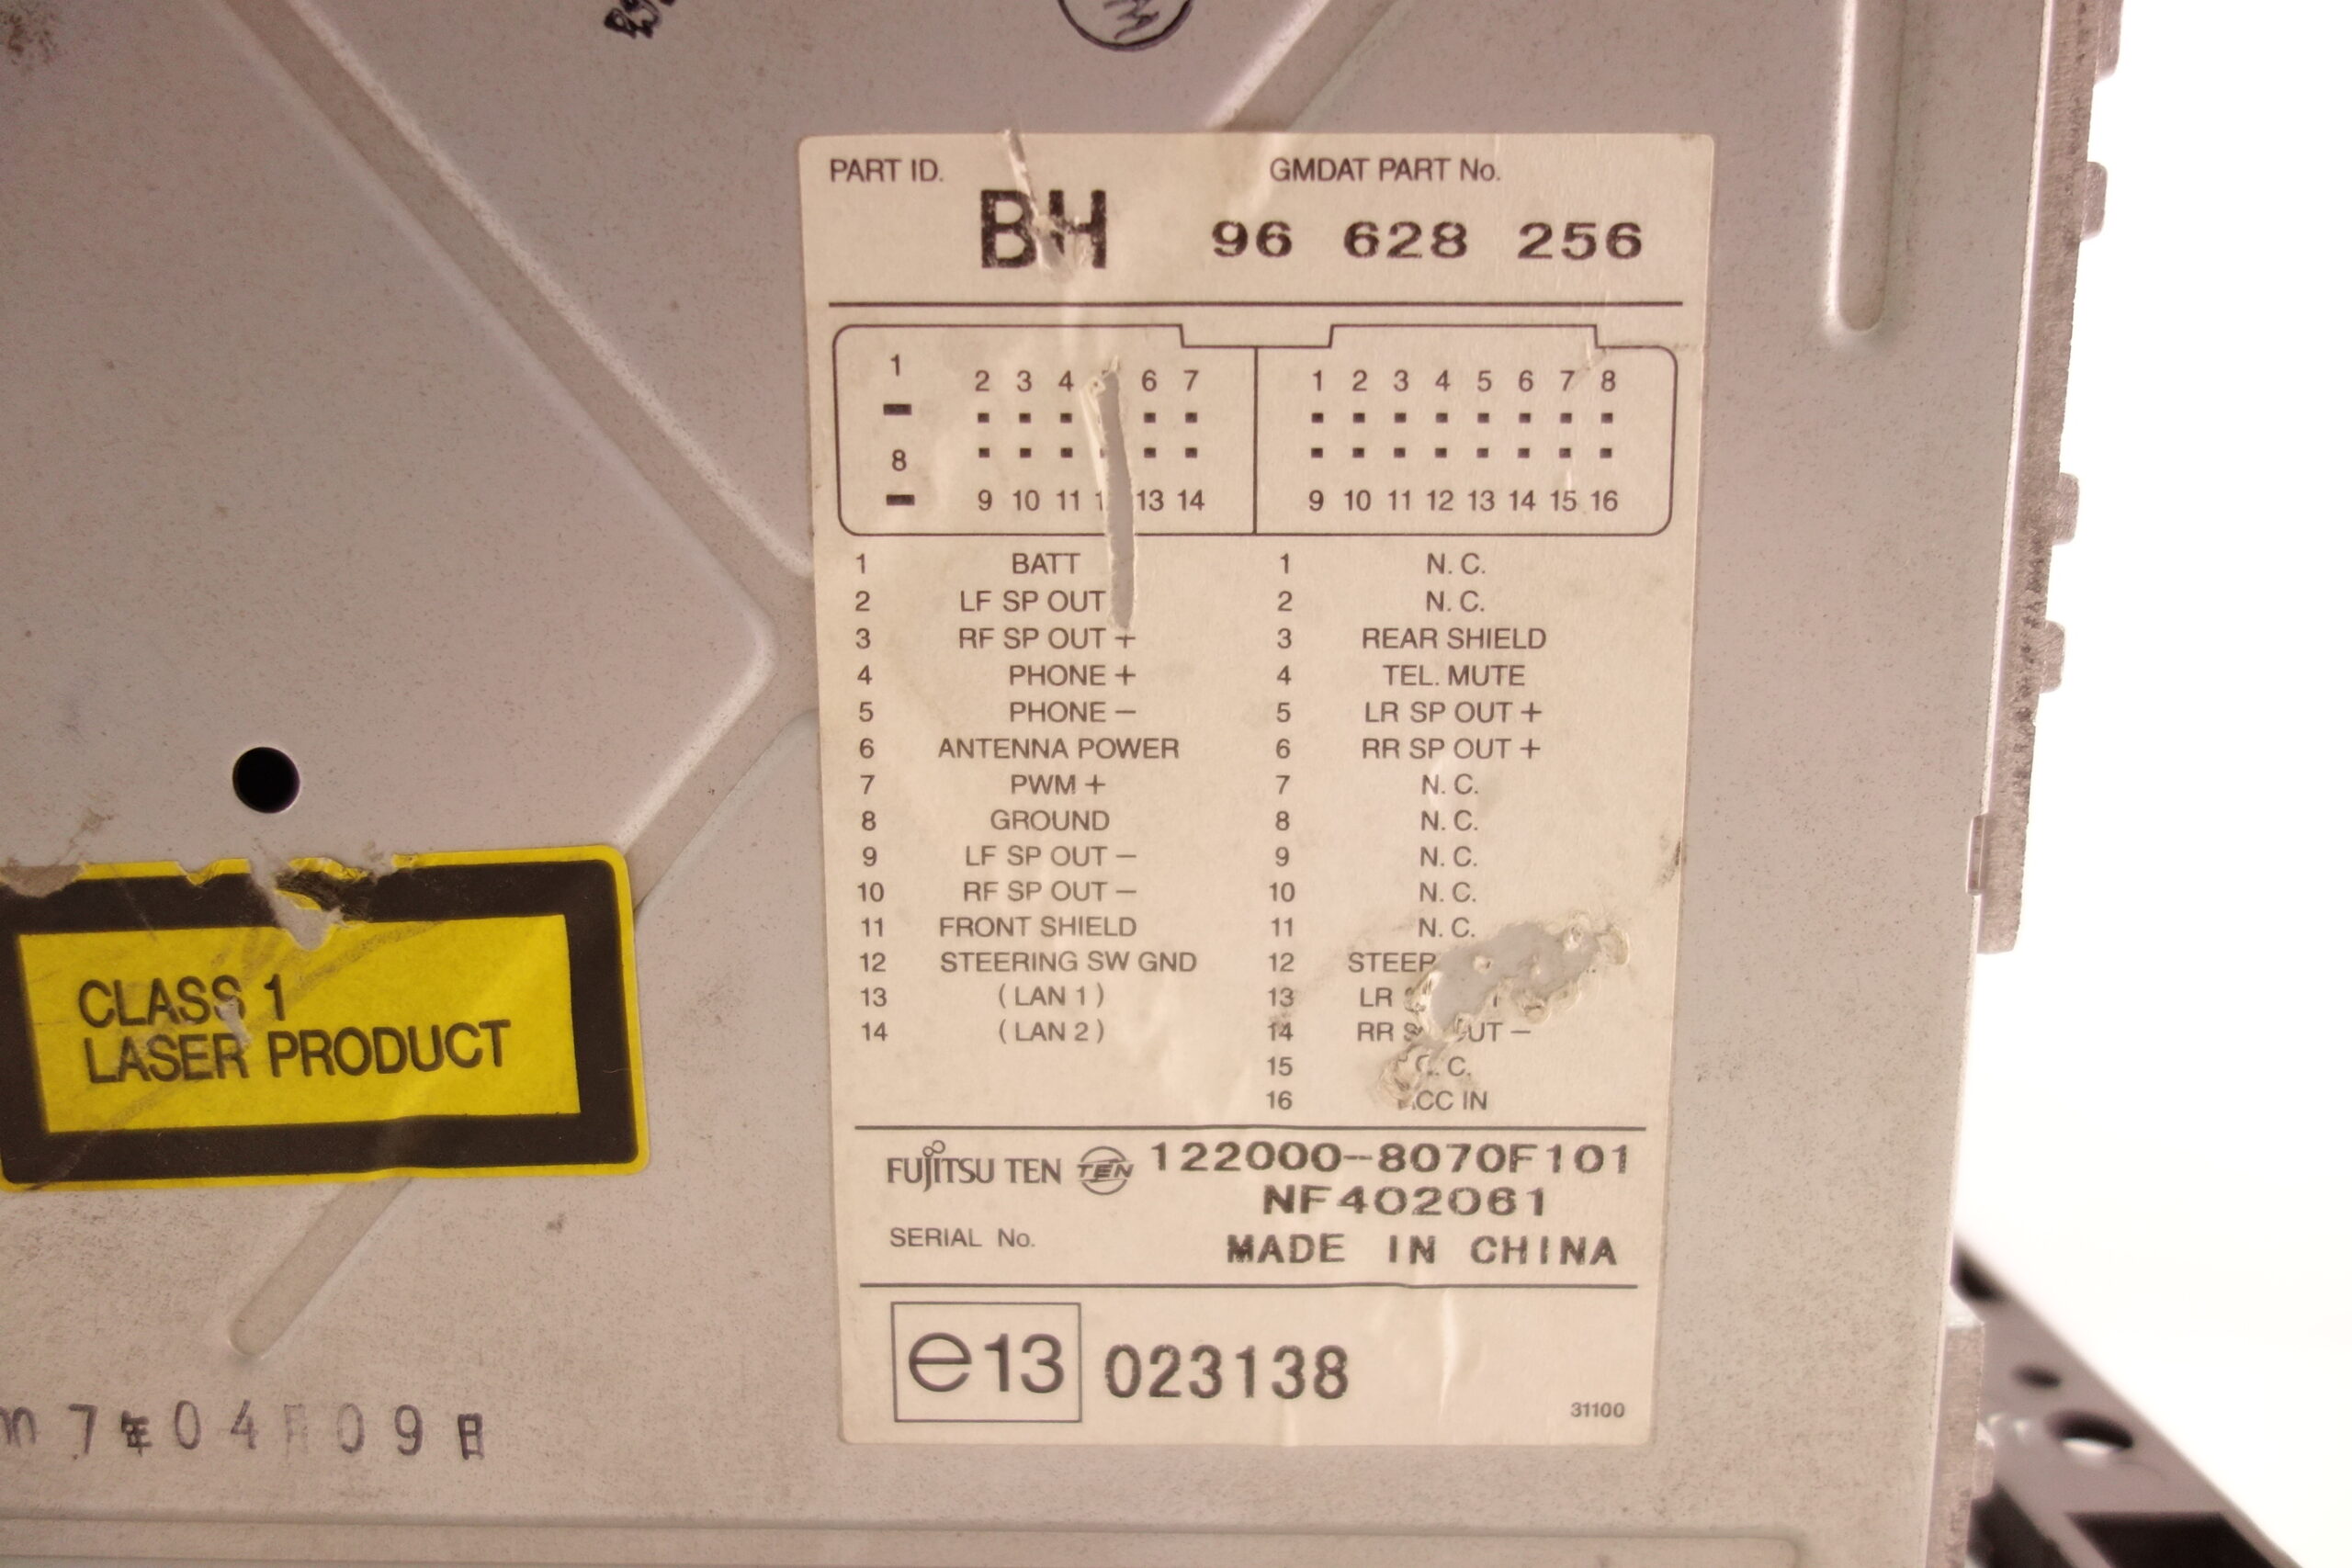 PART ID. GMDAT PART No.
BH 96 628 256
1 2 3 4 6 7 1 2 3 4 5 6 7 8
8 9 10 11 13 14 9 10 11 12 13 14 15 16
1 BATT 1 N. C.
2 LF SP OUT 2 N. C.
3 RF SP OUT + 3 REAR SHIELD
4 PHONE + 4 TEL. MUTE
5 PHONE − 5 LR SP OUT +
6 ANTENNA POWER 6 RR SP OUT +
7 PWM + 7 N. C.
8 GROUND 8 N. C.
9 LF SP OUT − 9 N. C.
10 RF SP OUT − 10 N. C.
11 FRONT SHIELD 11 N. C.
12 STEERING SW GND 12
13 ( LAN 1 ) 13 LR
14 ( LAN 2 ) 14 RR −
15 C.
16 IN
FUJITSU TEN TEN 122000-8070F101
NF402061
SERIAL No. MADE IN CHINA
e13 023138
31100
CLASS 1
LASER PRODUCT
7年04月09日